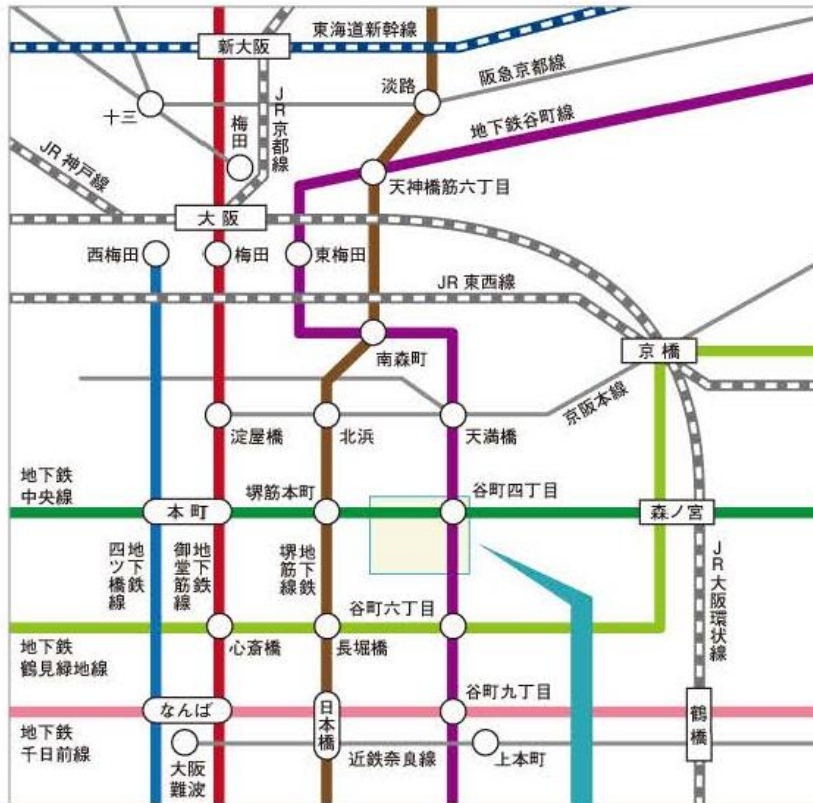 東海道新幹線
新大阪
阪急京都線
淡路
十三
梅田
JR京都線
地下鉄谷町線
JR神戸線
天神橋筋六丁目
大阪
西梅田
梅田
東梅田
JR東西線
南森町
京橋
京阪本線
淀屋橋
北浜
天満橋
地下鉄
中央線
本町
堺筋本町
谷町四丁目
森ノ宮
地下鉄
四ツ橋線
地下鉄
御堂筋線
地下鉄
堺筋線
JR大阪環状線
谷町六丁目
地下鉄
鶴見緑地線
心斎橋
長堀橋
なんば
日本橋
谷町九丁目
鶴橋
地下鉄
千日前線
大阪
難波
近鉄奈良線
上本町